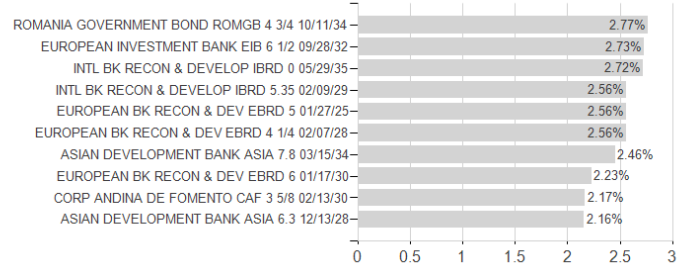 ROMANIA GOVERNMENT BOND ROMGB 4 3/4 10/11/34 2.77%
EUROPEAN INVESTMENT BANK EIB 6 1/2 09/28/32 2.73%
INTL BK RECON & DEVELOP IBRD 0 05/29/35 2.72%
INTL BK RECON & DEVELOP IBRD 5.35 02/09/29 2.56%
EUROPEAN BK RECON & DEV EBRD 5 01/27/25 2.56%
EUROPEAN BK RECON & DEV EBRD 4 1/4 02/07/28 2.56%
ASIAN DEVELOPMENT BANK ASIA 7.8 03/15/34 2.46%
EUROPEAN BK RECON & DEV EBRD 6 01/17/30 2.23%
CORP ANDINA DE FOMENTO CAF 3 5/8 02/13/30 2.17%
ASIAN DEVELOPMENT BANK ASIA 6.3 12/13/28 2.16%
0 0.5 1 1.5 2 2.5 3